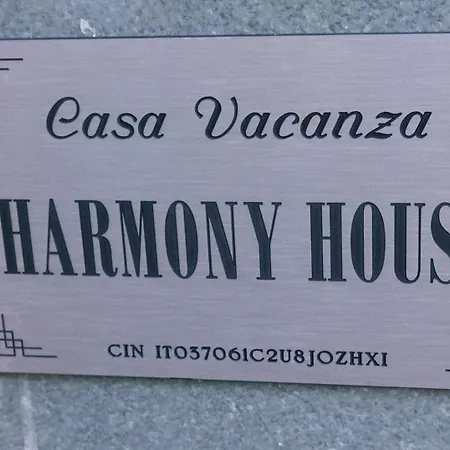 Casa Vacanza
HARMONY HOUS
CIN IT037061C2U8JOZHXI